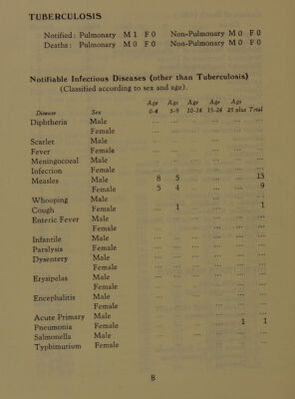 TUBERCULOSIS
Notified: Pulmonary M 1 F 0 Non-Pulmonary M 0 F 0
Deaths: Pulmonary M 0 F 0 Non-Pulmonary M 0 F 0
Notifiable Infectious Diseases (other than Tuberculosis)
(Classified according to sex and age).
Age Age Age Age Age
Disease Sex 0-4 5-9 10-14 15-24 25 plus Total
Diphtheria Male ... ... ... ... ... ...
Female ... ... ... ... ... ...
Scarlet Male ... ... ... ... ... ...
Fever Female ... ... ... ... ... ...
Meningococcal Male ... ... ... ... ... ...
Infection Female ... ... ... ... ... ...
Measles Male 8 5 ... ... ... 13
Female 5 4 ... ... ... 9
Whooping Male ... ... ... ... ... ...
Cough Female ... 1 ... ... ... 1
Enteric Fever Male ... ... ... ... ... ...
Female ... ... ... ... ... ...
Infantile Male ... ... ... ... ... ...
Paralysis Female ... ... ... ... ... ...
Dysentery Male ... ... ... ... ... ...
Female ... ... ... ... ... ...
Erysipelas Male ... ... ... ... ... ...
Female ... ... ... ... ... ...
Encephalitis Male ... ... ... ... ... ...
Female ... ... ... ... ... ...
Acute Primary Male ... ... ... ... ... ...
Pneumonia Female ... ... ... ... 1 1
Salmonella Male ... ... ... ... ... ...
Typhimurium Female ... ... ... ... ... ...
8